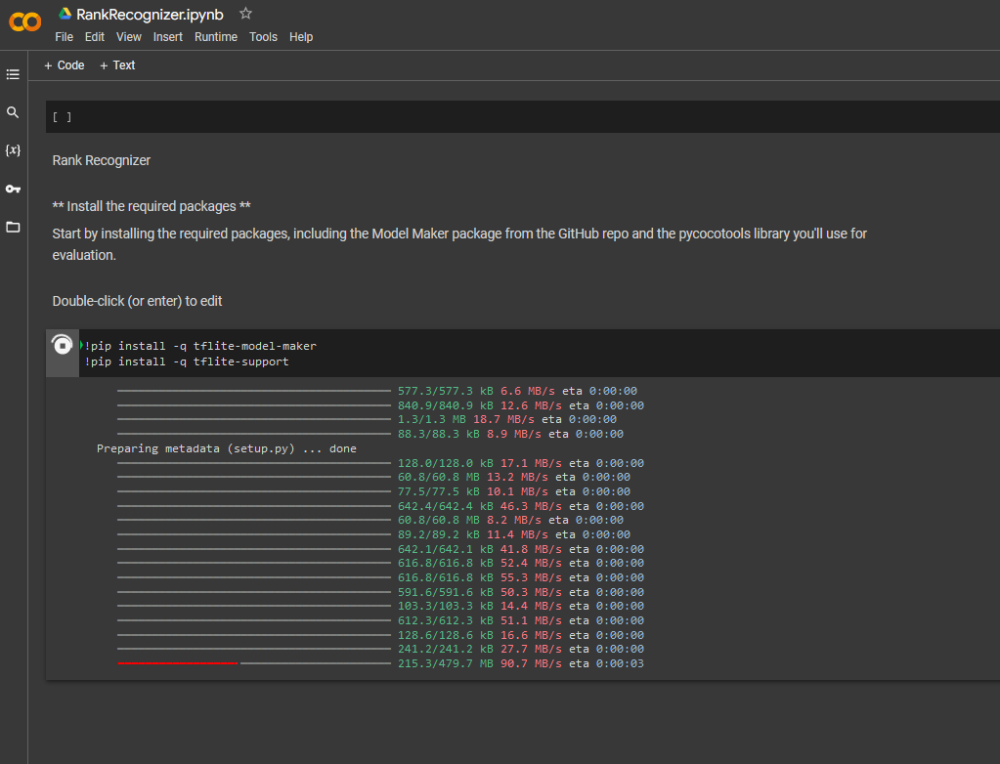 RankRecognizer.ipynb
File Edit View Insert Runtime Tools Help
+ Code + Text
[ ]
{x}
Rank Recognizer
** Install the required packages **
Start by installing the required packages, including the Model Maker package from the GitHub repo and the pycocotools library you'll use for
evaluation.
Double-click (or enter) to edit
!pip install -q tflite-model-maker
!pip install -q tflite-support
577.3/577.3 kB 6.6 MB/s eta 0:00:00
840.9/840.9 kB 12.6 MB/s eta 0:00:00
1.3/1.3 MB 18.7 MB/s eta 0:00:00
88.3/88.3 kB 8.9 MB/s eta 0:00:00
Preparing metadata (setup.py) ... done
128.0/128.0 kB 17.1 MB/s eta 0:00:00
60.8/60.8 MB 13.2 MB/s eta 0:00:00
77.5/77.5 kB 10.1 MB/s eta 0:00:00
642.4/642.4 kB 46.3 MB/s eta 0:00:00
60.8/60.8 MB 8.2 MB/s eta 0:00:00
89.2/89.2 kB 11.4 MB/s eta 0:00:00
642.1/642.1 kB 41.8 MB/s eta 0:00:00
616.8/616.8 kB 52.4 MB/s eta 0:00:00
616.8/616.8 kB 55.3 MB/s eta 0:00:00
591.6/591.6 kB 50.3 MB/s eta 0:00:00
103.3/103.3 kB 14.4 MB/s eta 0:00:00
612.3/612.3 kB 51.1 MB/s eta 0:00:00
128.6/128.6 kB 16.6 MB/s eta 0:00:00
241.2/241.2 kB 27.7 MB/s eta 0:00:00
215.3/479.7 MB 90.7 MB/s eta 0:00:03